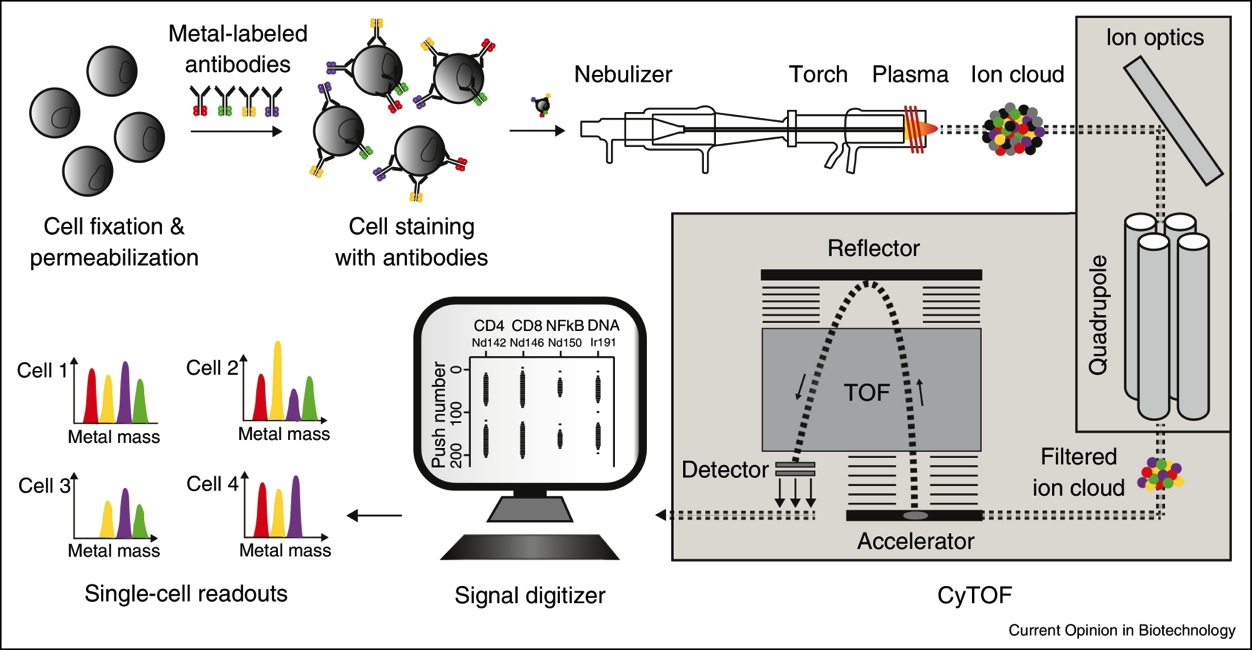 Metal-labeled
antibodies
Cell fixation &
permeabilization
Cell staining
with antibodies
Nebulizer
Torch
Plasma
Ion cloud
Ion optics
Quadrupole
Filtered
ion cloud
Reflector
TOF
Detector
Accelerator
CyTOF
CD4 CD8 NFkB DNA
Nd142 Nd146 Nd150 Ir191
Push number
0
100
200
Signal digitizer
Cell 1
Metal mass
Cell 2
Metal mass
Cell 3
Metal mass
Cell 4
Metal mass
Single-cell readouts
Current Opinion in Biotechnology